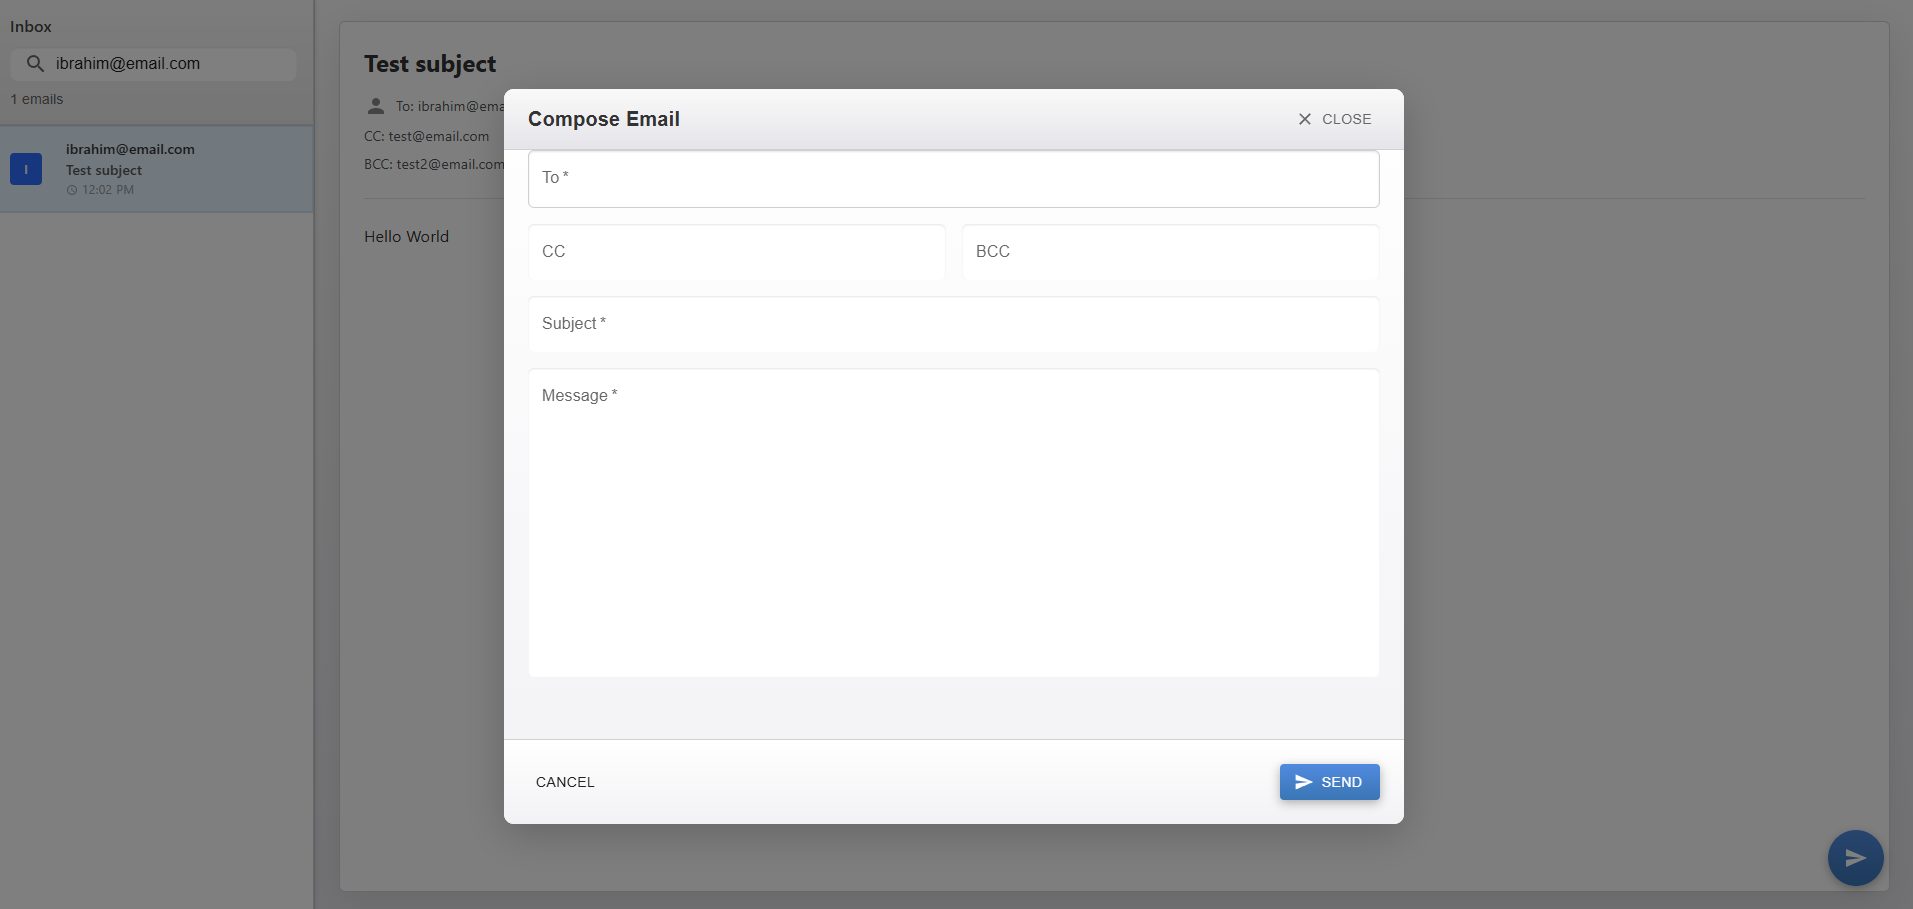 Inbox
ibrahim@email.com
1 emails
I
ibrahim@email.com
Test subject
12:02 PM
Test subject
To: ibrahim@ema
CC: test@email.com
BCC: test2@email.com
Hello World
Compose Email
CLOSE
To *
CC
BCC
Subject *
Message *
CANCEL
SEND